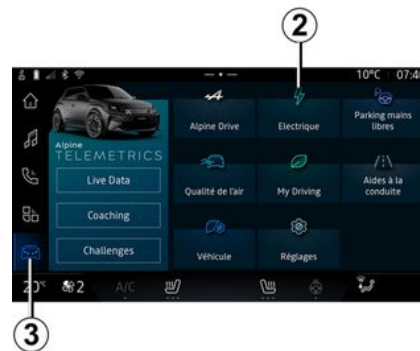 2
10°C 07:40
Alpine
TELEMETRICS
Live Data
Coaching
Challenges
Alpine Drive
Electrique
Parking mains
libres
Qualité de l'air
My Driving
Aides à la
conduite
Véhicule
Réglages
20°C
2
A/C
3